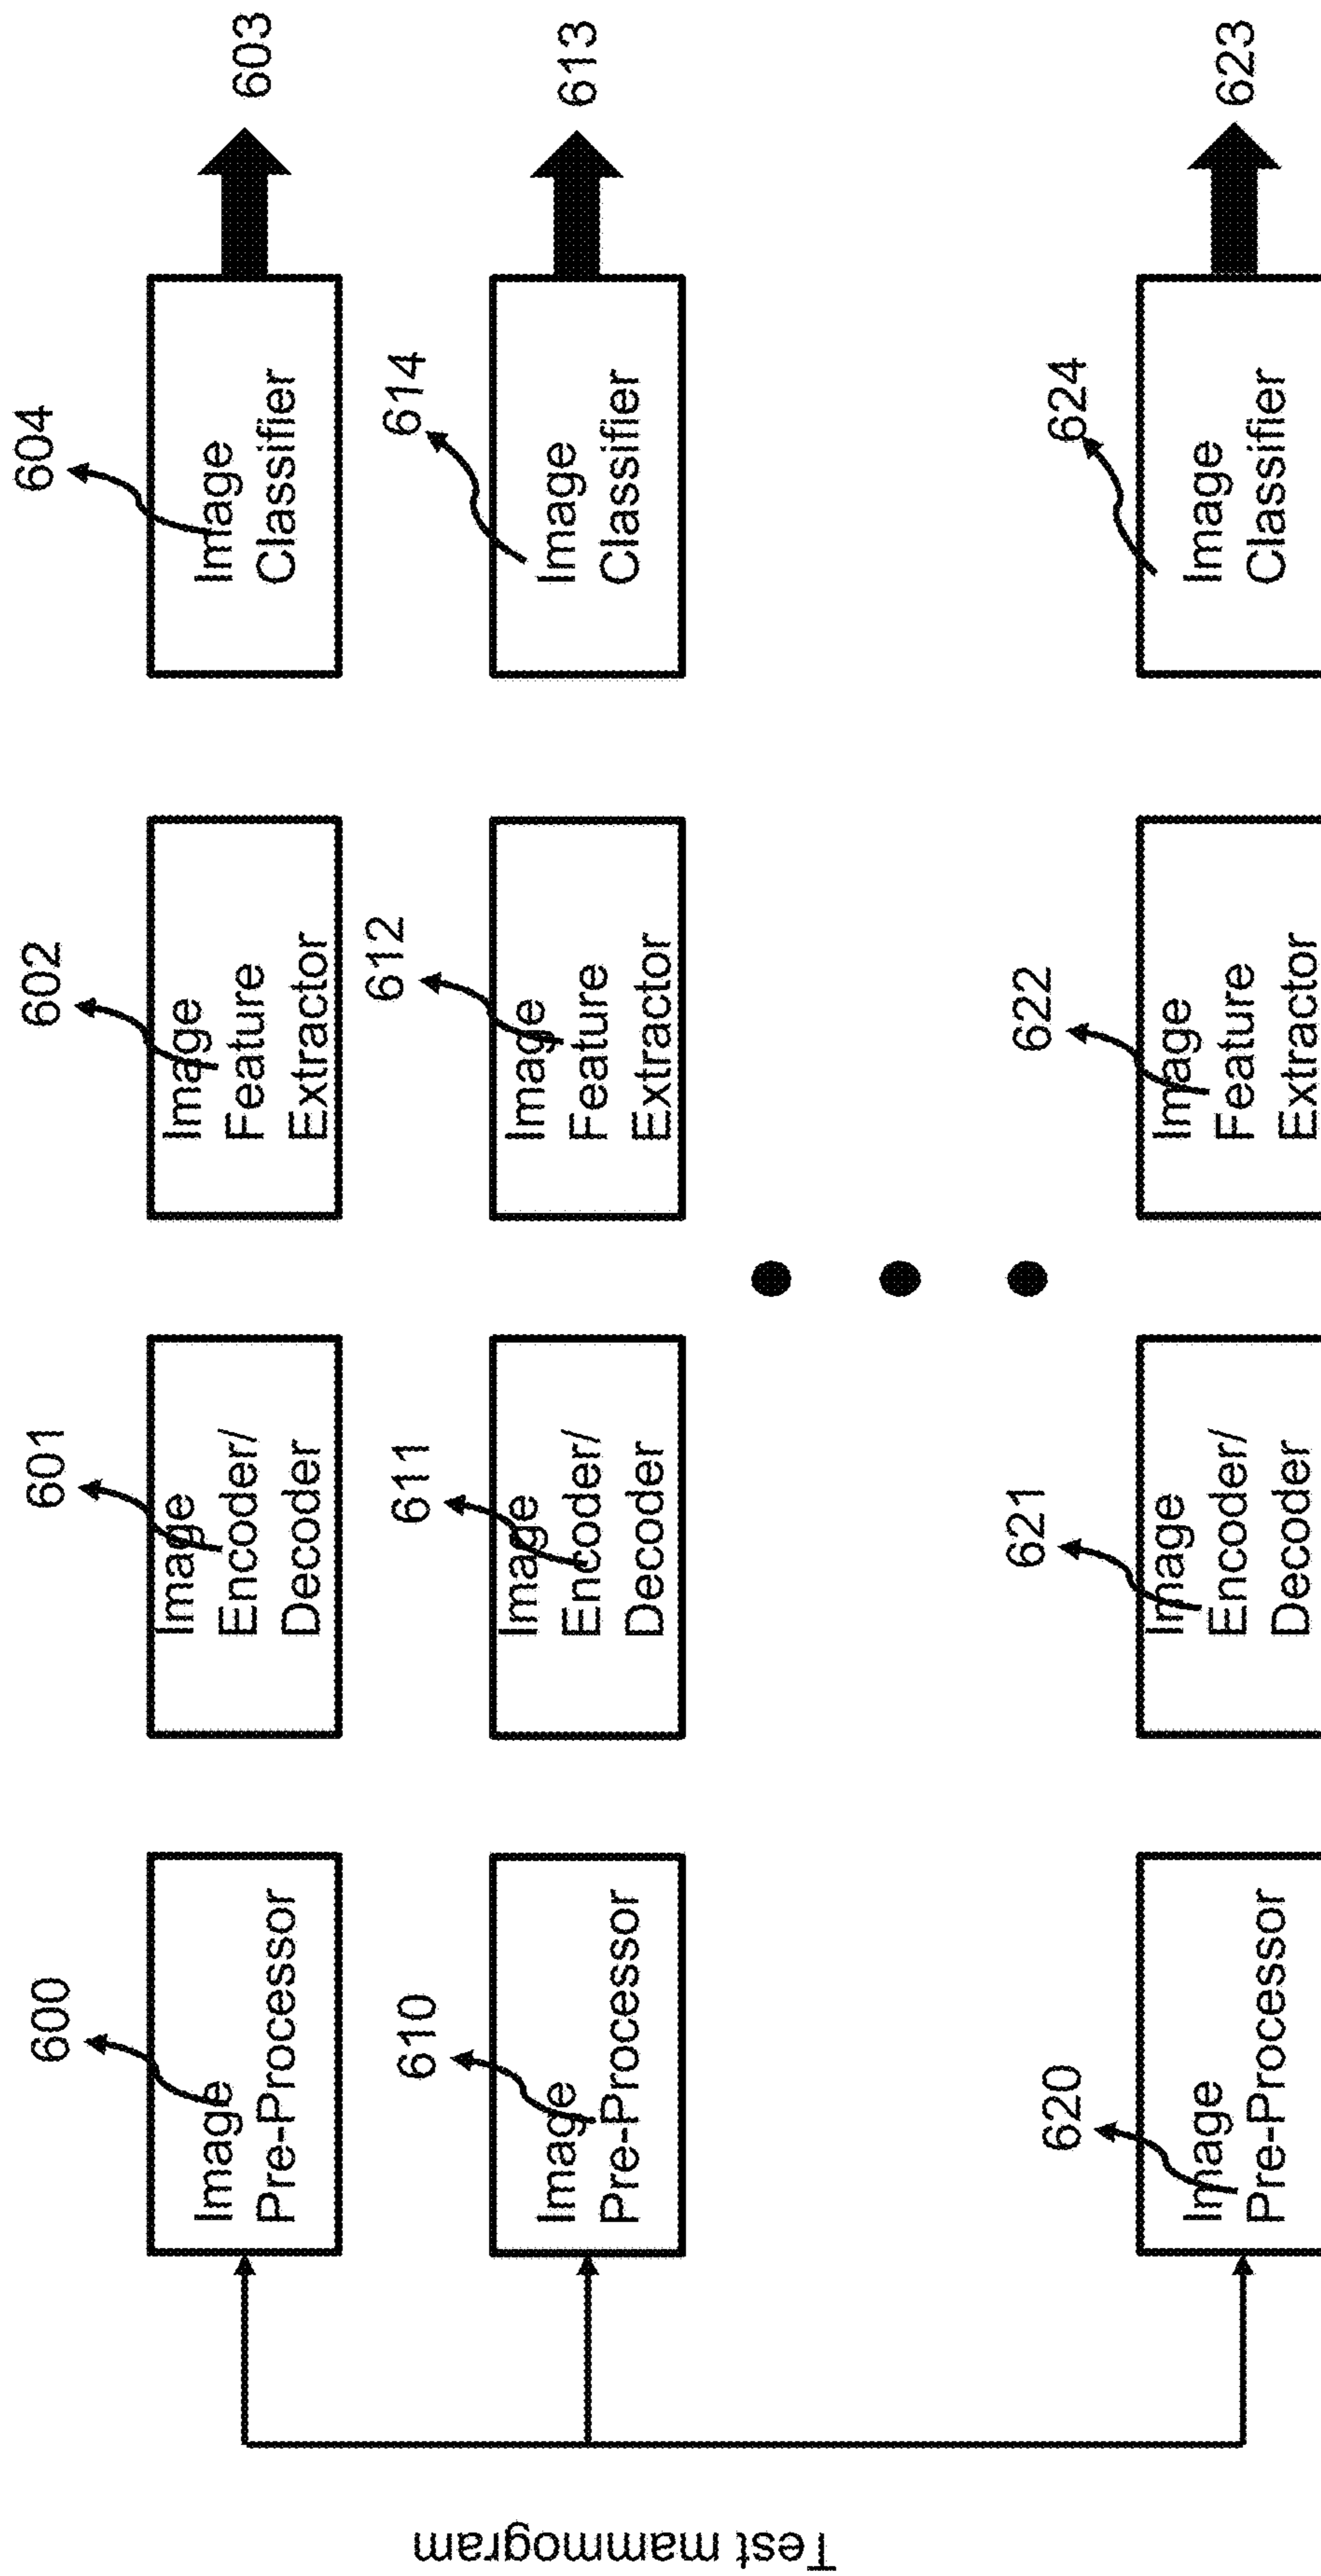 Test mammogram
600
Image
Pre-Processor
601
Image
Encoder/
Decoder
602
Image
Feature
Extractor
604
Image
Classifier
603
610
Image
Pre-Processor
611
Image
Encoder/
Decoder
612
Image
Feature
Extractor
614
Image
Classifier
613
620
Image
Pre-Processor
621
Image
Encoder/
Decoder
622
Image
Feature
Extractor
624
Image
Classifier
623